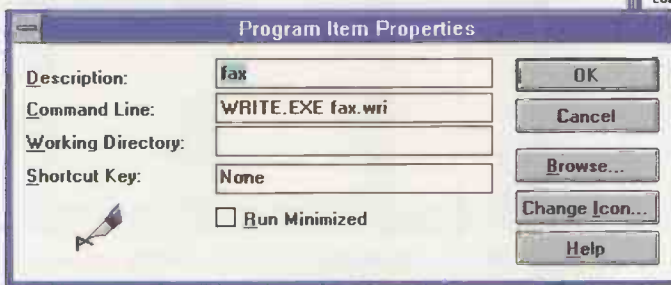 Program Item Properties
Description: fax
Command Line: WRITE.EXE fax.wri
Working Directory:
Shortcut Key: None
Run Minimized
OK
Cancel
Browse...
Change Icon...
Help